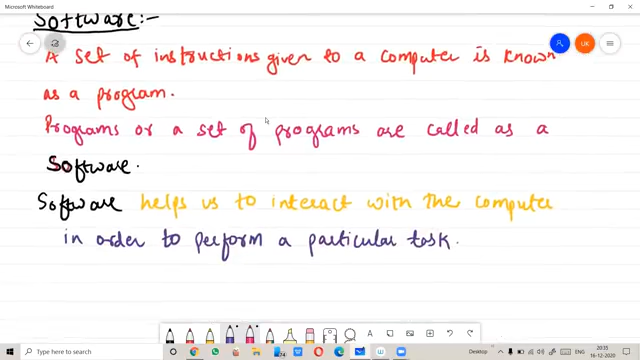 Microsoft Whiteboard
Software:-
UK
A set of instructions given to a computer is known
as a program.
Programs or a set of programs are called as a
Software.
Software helps us to interact with the computer
in order to perform a particular task.
Type here to search
74
Desktop
ENG
20:35
16-12-2020